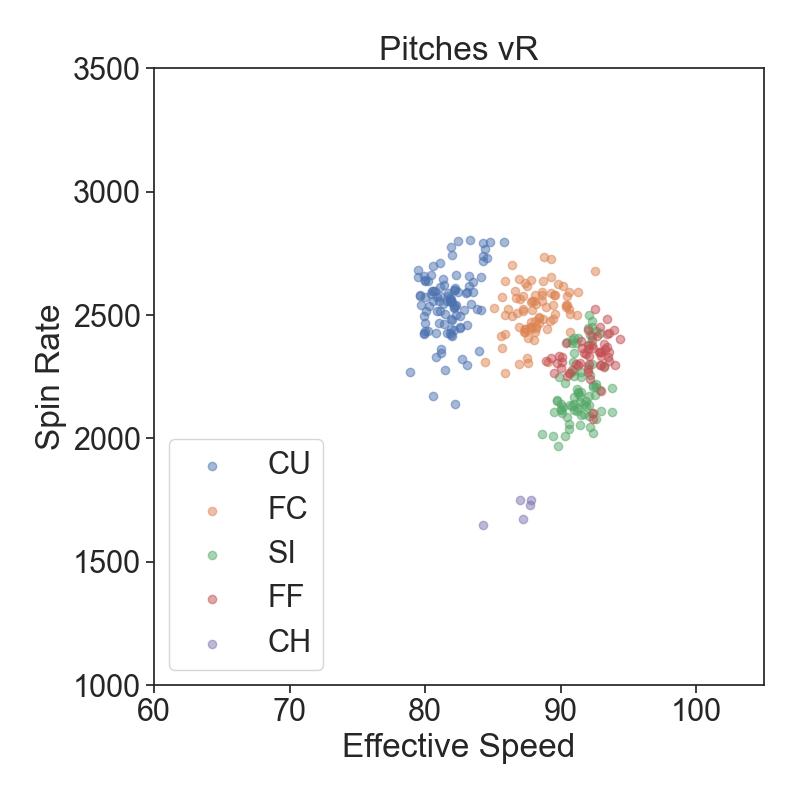 Pitches vR
3500
3000
2500
2000
1500
1000
Spin Rate
CU
FC
SI
FF
CH
60 70 80 90 100
Effective Speed